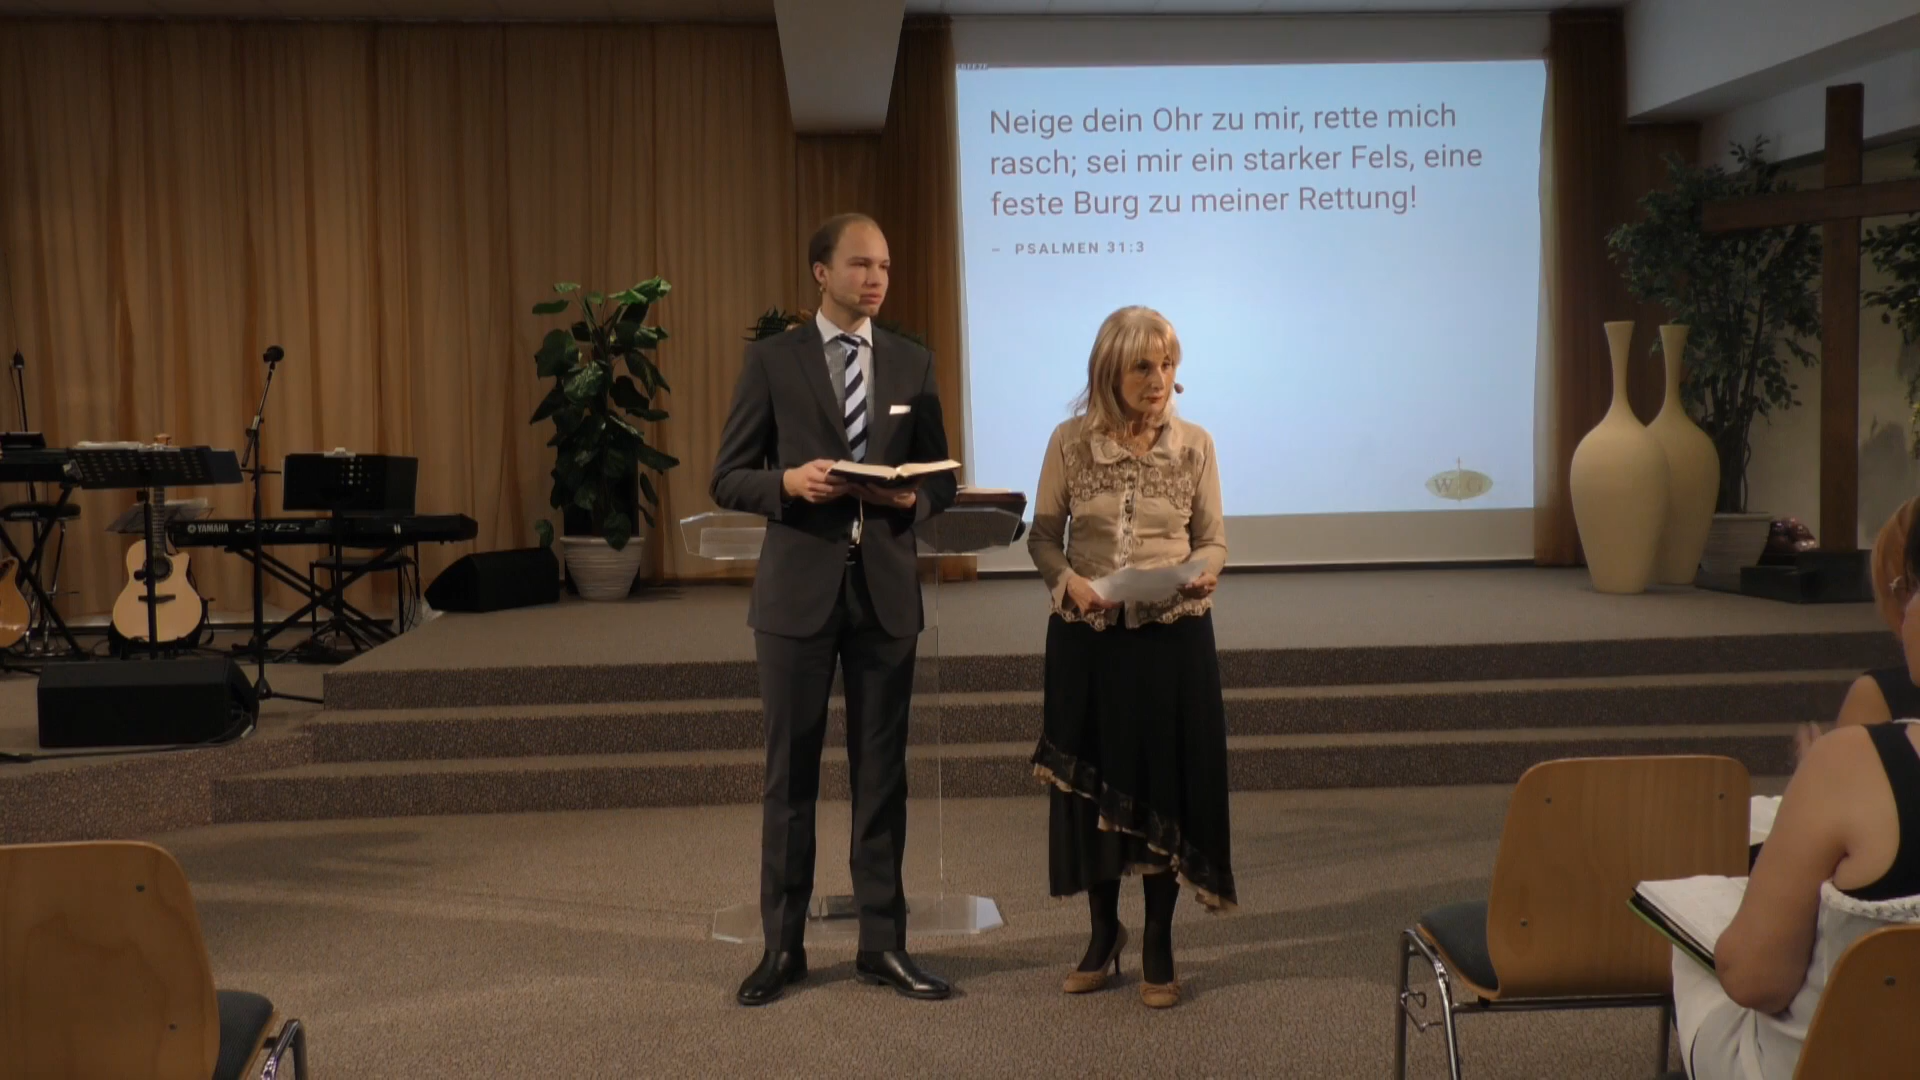 Neige dein Ohr zu mir, rette mich
rasch; sei mir ein starker Fels, eine
feste Burg zu meiner Rettung!
– PSALMEN 31:3
YAMAHA